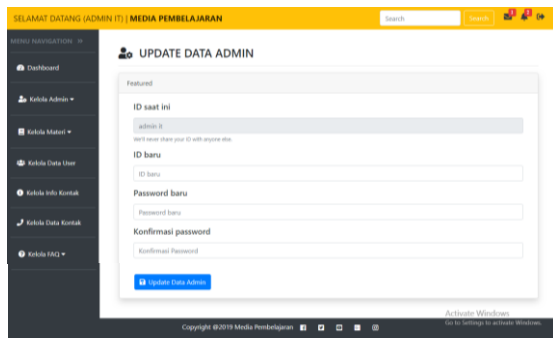 SELAMAT DATANG (ADMIN IT) | MEDIA PEMBELAJARAN
Search
Search
MENU NAVIGATION
Dashboard
Kelola Admin
Kelola Materi
Kelola Data User
Kelola Info Kontak
Kelola Data Kontak
Kelola FAQ
UPDATE DATA ADMIN
Featured
ID saat ini
admin it
We'll never share your ID with anyone else.
ID baru
ID baru
Password baru
Password baru
Konfirmasi password
Konfirmasi Password
Update Data Admin
Activate Windows
Go to Settings to activate Windows.
Copyright @2019 Media Pembelajaran